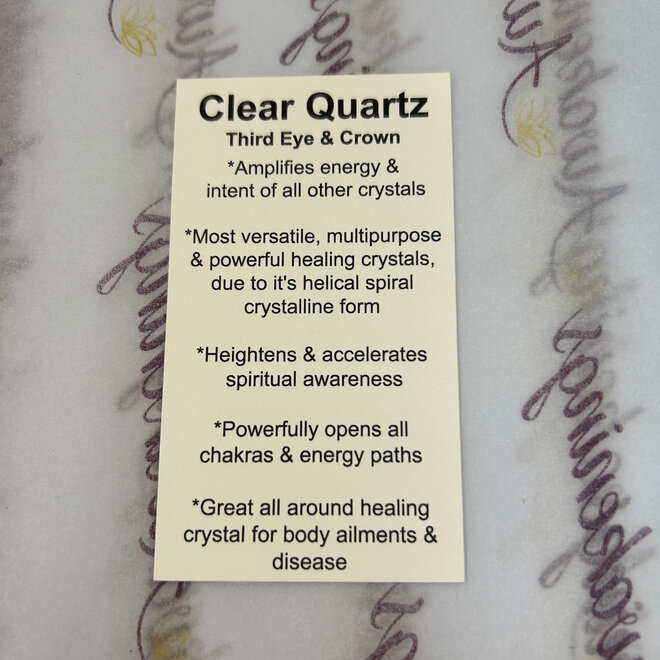 Clear Quartz
Third Eye & Crown
*Amplifies energy &
intent of all other crystals
*Most versatile, multipurpose
& powerful healing crystals,
due to it's helical spiral
crystalline form
*Heightens & accelerates
spiritual awareness
*Powerfully opens all
chakras & energy paths
*Great all around healing
crystal for body ailments &
disease